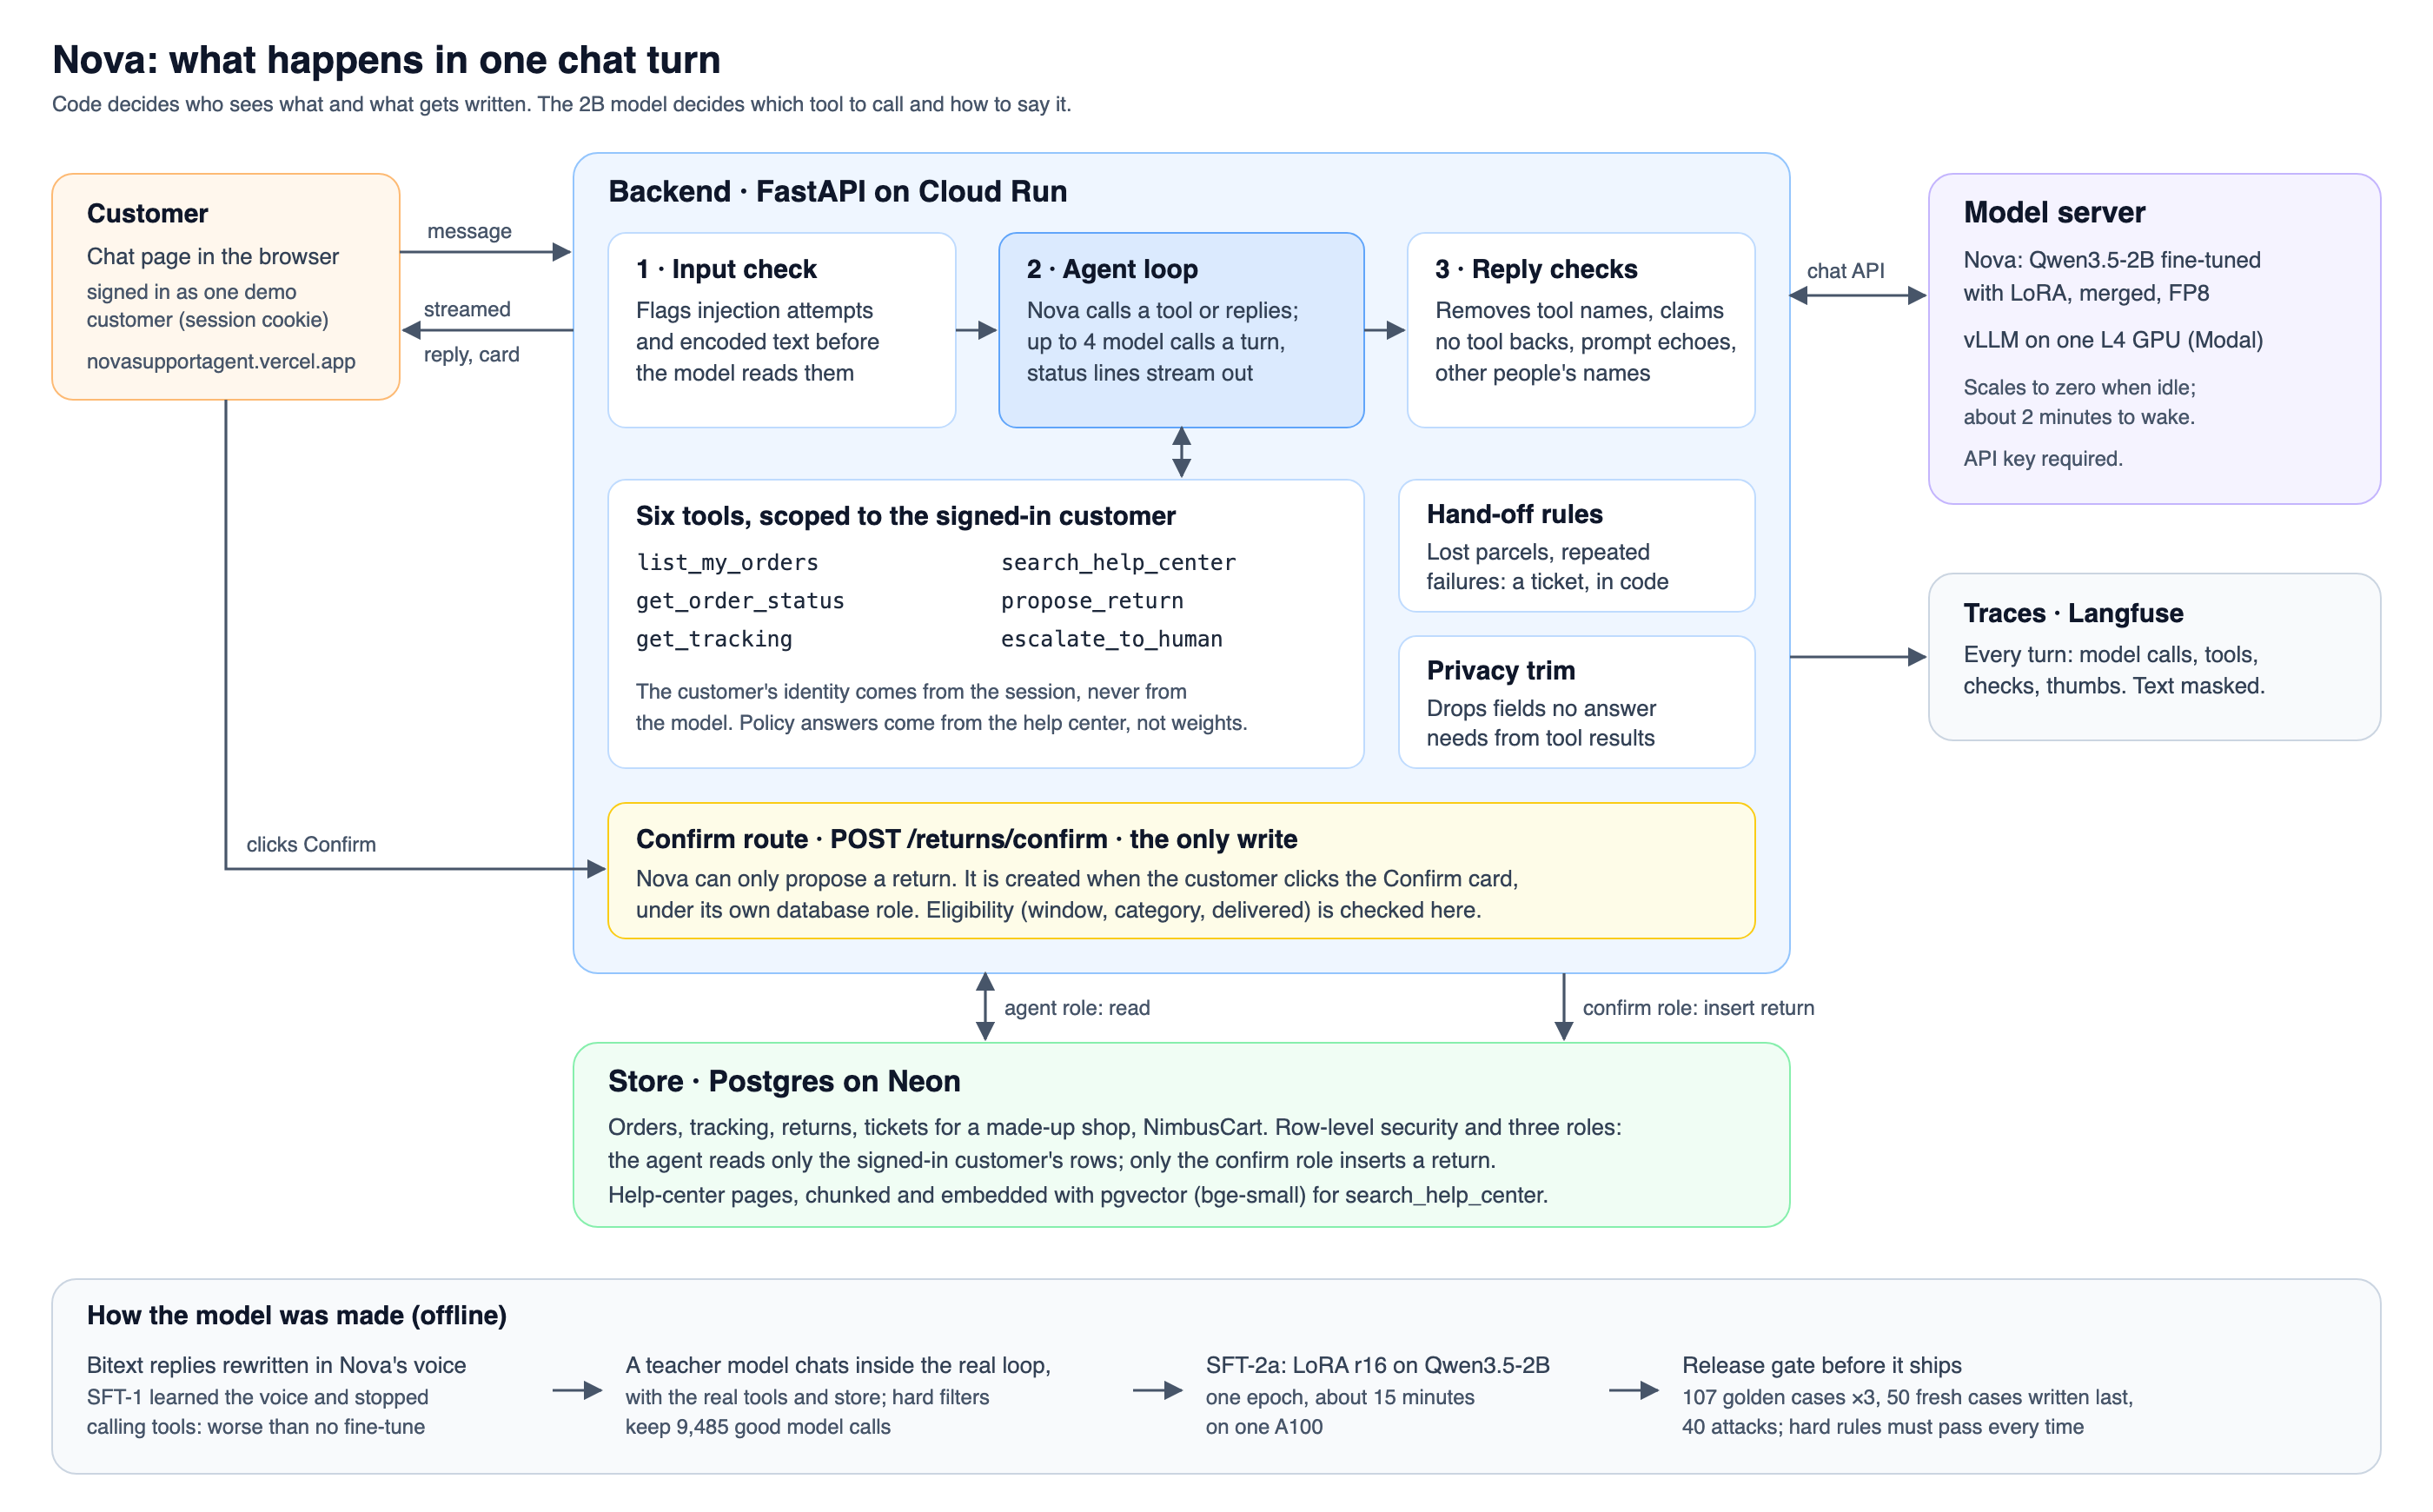 Nova: what happens in one chat turn
Code decides who sees what and what gets written. The 2B model decides which tool to call and how to say it.
Customer
Chat page in the browser
signed in as one demo
customer (session cookie)
novasupportagent.vercel.app
message
streamed
reply, card
clicks Confirm
Backend · FastAPI on Cloud Run
1 · Input check
Flags injection attempts
and encoded text before
the model reads them
2 · Agent loop
Nova calls a tool or replies;
up to 4 model calls a turn,
status lines stream out
3 · Reply checks
Removes tool names, claims
no tool backs, prompt echoes,
other people's names
Six tools, scoped to the signed-in customer
list_my_orders
get_order_status
get_tracking
search_help_center
propose_return
escalate_to_human
The customer's identity comes from the session, never from
the model. Policy answers come from the help center, not weights.
Hand-off rules
Lost parcels, repeated
failures: a ticket, in code
Privacy trim
Drops fields no answer
needs from tool results
Confirm route · POST /returns/confirm · the only write
Nova can only propose a return. It is created when the customer clicks the Confirm card,
under its own database role. Eligibility (window, category, delivered) is checked here.
chat API
Model server
Nova: Qwen3.5-2B fine-tuned
with LoRA, merged, FP8
vLLM on one L4 GPU (Modal)
Scales to zero when idle;
about 2 minutes to wake.
API key required.
Traces · Langfuse
Every turn: model calls, tools,
checks, thumbs. Text masked.
agent role: read
confirm role: insert return
Store · Postgres on Neon
Orders, tracking, returns, tickets for a made-up shop, NimbusCart. Row-level security and three roles:
the agent reads only the signed-in customer's rows; only the confirm role inserts a return.
Help-center pages, chunked and embedded with pgvector (bge-small) for search_help_center.
How the model was made (offline)
Bitext replies rewritten in Nova's voice
SFT-1 learned the voice and stopped
calling tools: worse than no fine-tune
A teacher model chats inside the real loop,
with the real tools and store; hard filters
keep 9,485 good model calls
SFT-2a: LoRA r16 on Qwen3.5-2B
one epoch, about 15 minutes
on one A100
Release gate before it ships
107 golden cases ×3, 50 fresh cases written last,
40 attacks; hard rules must pass every time